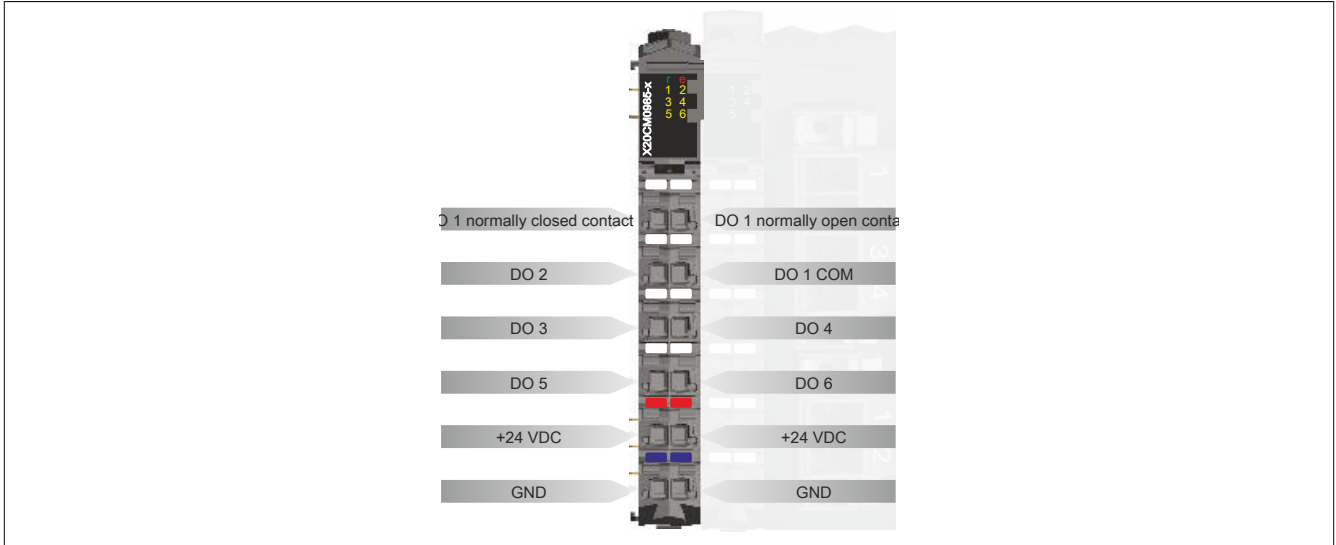 r e
1 2
3 4
5 6
X20CM0985-x
O 1 normally closed contact
DO 1 normally open conta
DO 2
DO 1 COM
DO 3
DO 4
DO 5
DO 6
+24 VDC
+24 VDC
GND
GND